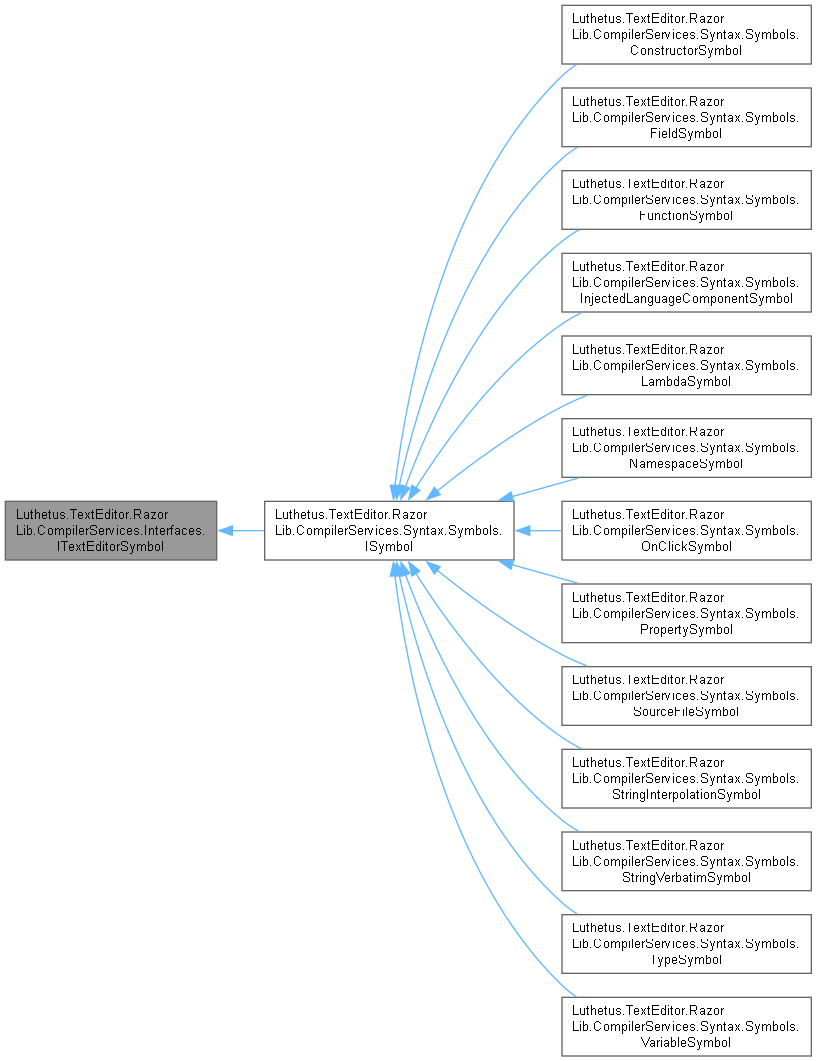 Luthetus.TextEditor.Razor
Lib.CompilerServices.Interfaces.
ITextEditorSymbol
Luthetus.TextEditor.Razor
Lib.CompilerServices.Syntax.Symbols.
ISymbol
Luthetus.TextEditor.Razor
Lib.CompilerServices.Syntax.Symbols.
ConstructorSymbol
Luthetus.TextEditor.Razor
Lib.CompilerServices.Syntax.Symbols.
FieldSymbol
Luthetus.TextEditor.Razor
Lib.CompilerServices.Syntax.Symbols.
FunctionSymbol
Luthetus.TextEditor.Razor
Lib.CompilerServices.Syntax.Symbols.
InjectedLanguageComponentSymbol
Luthetus.TextEditor.Razor
Lib.CompilerServices.Syntax.Symbols.
LambdaSymbol
Luthetus.TextEditor.Razor
Lib.CompilerServices.Syntax.Symbols.
NamespaceSymbol
Luthetus.TextEditor.Razor
Lib.CompilerServices.Syntax.Symbols.
OnClickSymbol
Luthetus.TextEditor.Razor
Lib.CompilerServices.Syntax.Symbols.
PropertySymbol
Luthetus.TextEditor.Razor
Lib.CompilerServices.Syntax.Symbols.
SourceFileSymbol
Luthetus.TextEditor.Razor
Lib.CompilerServices.Syntax.Symbols.
StringInterpolationSymbol
Luthetus.TextEditor.Razor
Lib.CompilerServices.Syntax.Symbols.
StringVerbatimSymbol
Luthetus.TextEditor.Razor
Lib.CompilerServices.Syntax.Symbols.
TypeSymbol
Luthetus.TextEditor.Razor
Lib.CompilerServices.Syntax.Symbols.
VariableSymbol